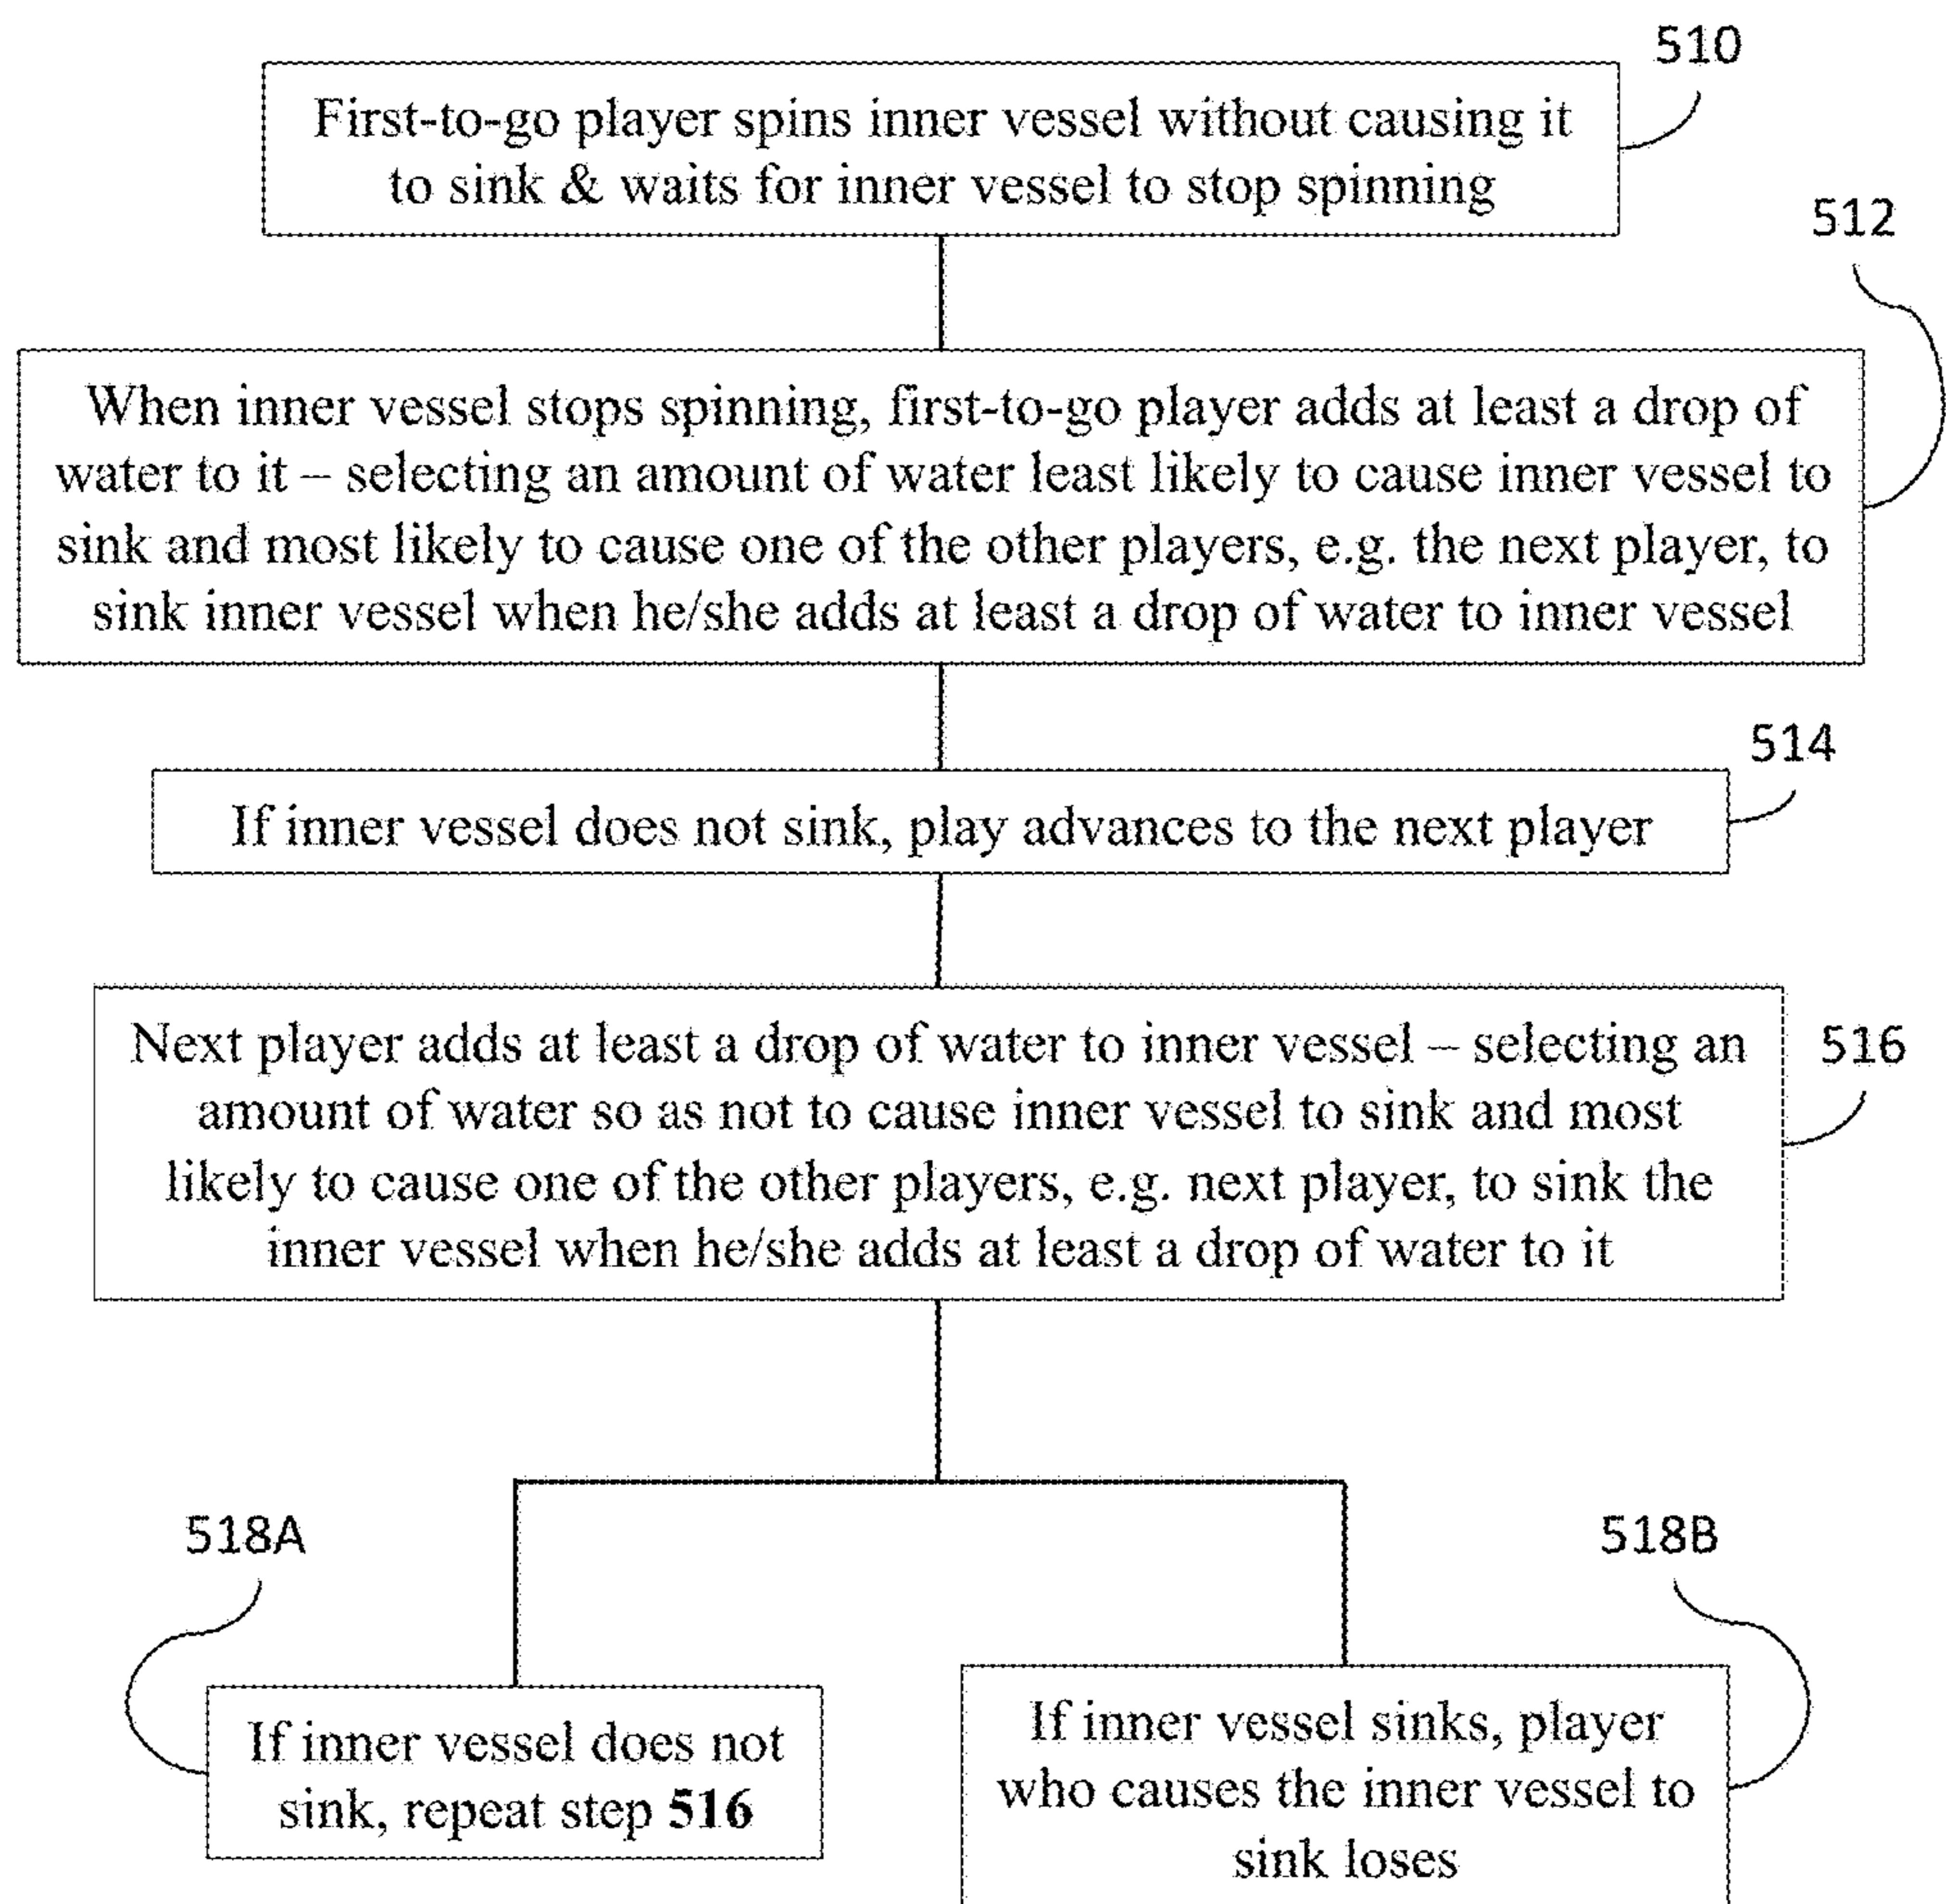 510
First-to-go player spins inner vessel without causing it
to sink & waits for inner vessel to stop spinning
512
When inner vessel stops spinning, first-to-go player adds at least a drop of
water to it – selecting an amount of water least likely to cause inner vessel to
sink and most likely to cause one of the other players, e.g. the next player, to
sink inner vessel when he/she adds at least a drop of water to inner vessel
514
If inner vessel does not sink, play advances to the next player
Next player adds at least a drop of water to inner vessel – selecting an
516
amount of water so as not to cause inner vessel to sink and most
likely to cause one of the other players, e.g. next player, to sink the
inner vessel when he/she adds at least a drop of water to it
518A
If inner vessel does not
sink, repeat step 516
518B
If inner vessel sinks, player
who causes the inner vessel to
sink loses